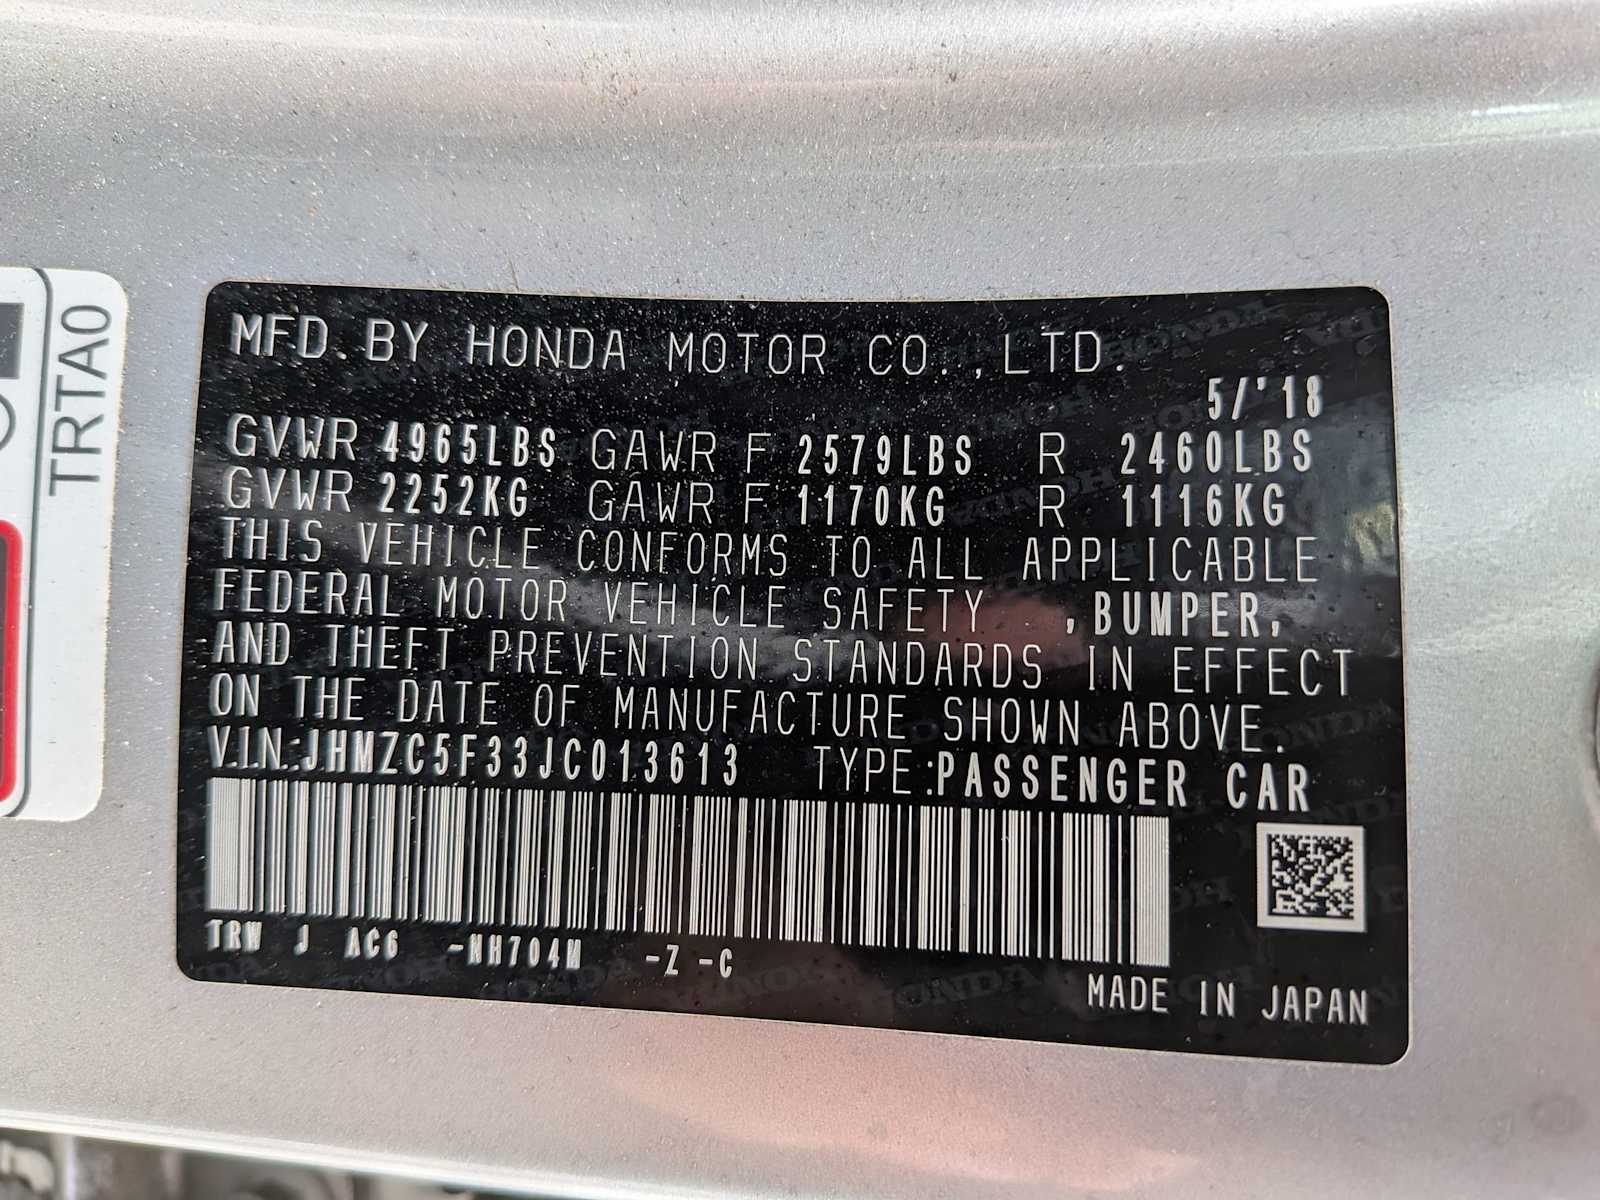 TRTA0
MFD. BY HONDA MOTOR CO., LTD.
5/'18
GVWR 4965LBS GAWR F 2579LBS R 2460LBS
GVWR 2252KG GAWR F 1170KG R 1116KG
THIS VEHICLE CONFORMS TO ALL APPLICABLE
FEDERAL MOTOR VEHICLE SAFETY , BUMPER,
AND THEFT PREVENTION STANDARDS IN EFFECT
ON THE DATE OF MANUFACTURE SHOWN ABOVE.
V.I.N.:JHMZC5F33JC013613 TYPE:PASSENGER CAR
TRW J AC6 -NH704M -Z -C
MADE IN JAPAN